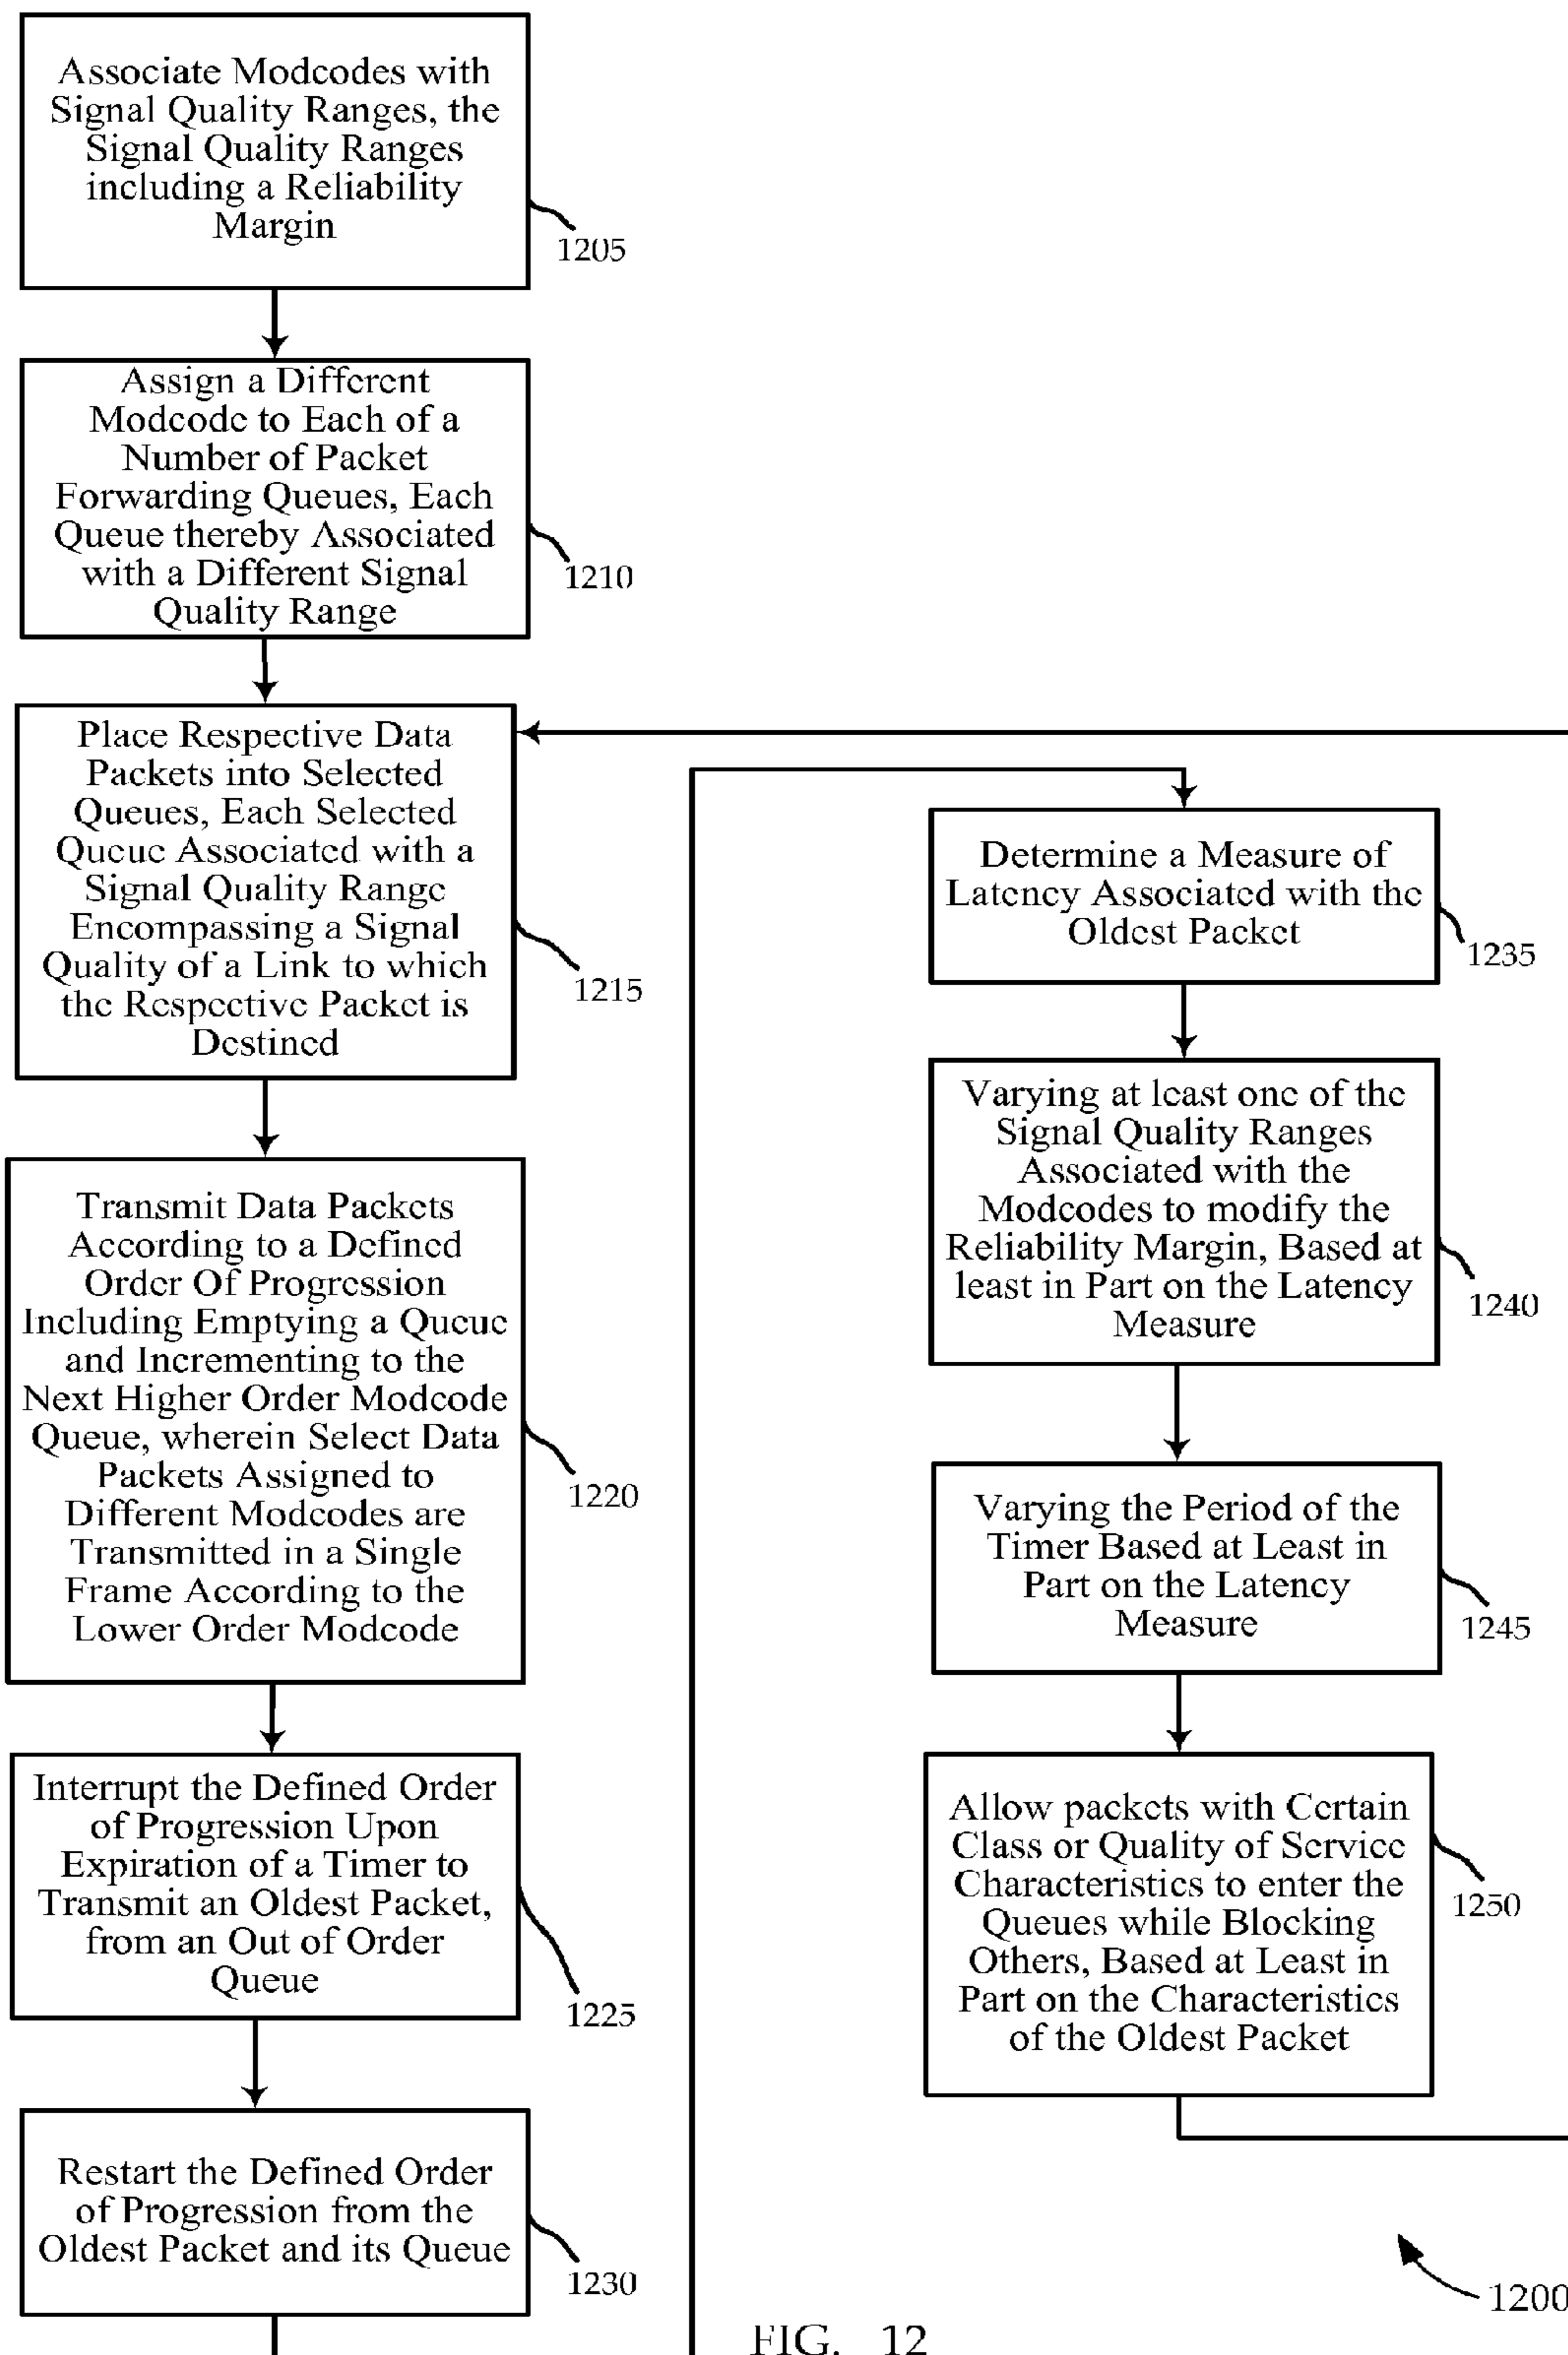 Associate Modcodes with
Signal Quality Ranges, the
Signal Quality Ranges
including a Reliability
Margin
1205
Assign a Different
Modcode to Each of a
Number of Packet
Forwarding Queues, Each
Queue thereby Associated
with a Different Signal
Quality Range
1210
Place Respective Data
Packets into Selected
Queues, Each Selected
Queue Associated with a
Signal Quality Range
Encompassing a Signal
Quality of a Link to which
the Respective Packet is
Destined
1215
Transmit Data Packets
According to a Defined
Order Of Progression
Including Emptying a Queue
and Incrementing to the
Next Higher Order Modcode
Queue, wherein Select Data
Packets Assigned to
Different Modcodes are
Transmitted in a Single
Frame According to the
Lower Order Modcode
1220
Interrupt the Defined Order
of Progression Upon
Expiration of a Timer to
Transmit an Oldest Packet,
from an Out of Order
Queue
1225
Restart the Defined Order
of Progression from the
Oldest Packet and its Queue
1230
Determine a Measure of
Latency Associated with the
Oldest Packet
1235
Varying at least one of the
Signal Quality Ranges
Associated with the
Modcodes to modify the
Reliability Margin, Based at
least in Part on the Latency
Measure
1240
Varying the Period of the
Timer Based at Least in
Part on the Latency
Measure
1245
Allow packets with Certain
Class or Quality of Service
Characteristics to enter the
Queues while Blocking
Others, Based at Least in
Part on the Characteristics
of the Oldest Packet
1250
1200
FIG. 12